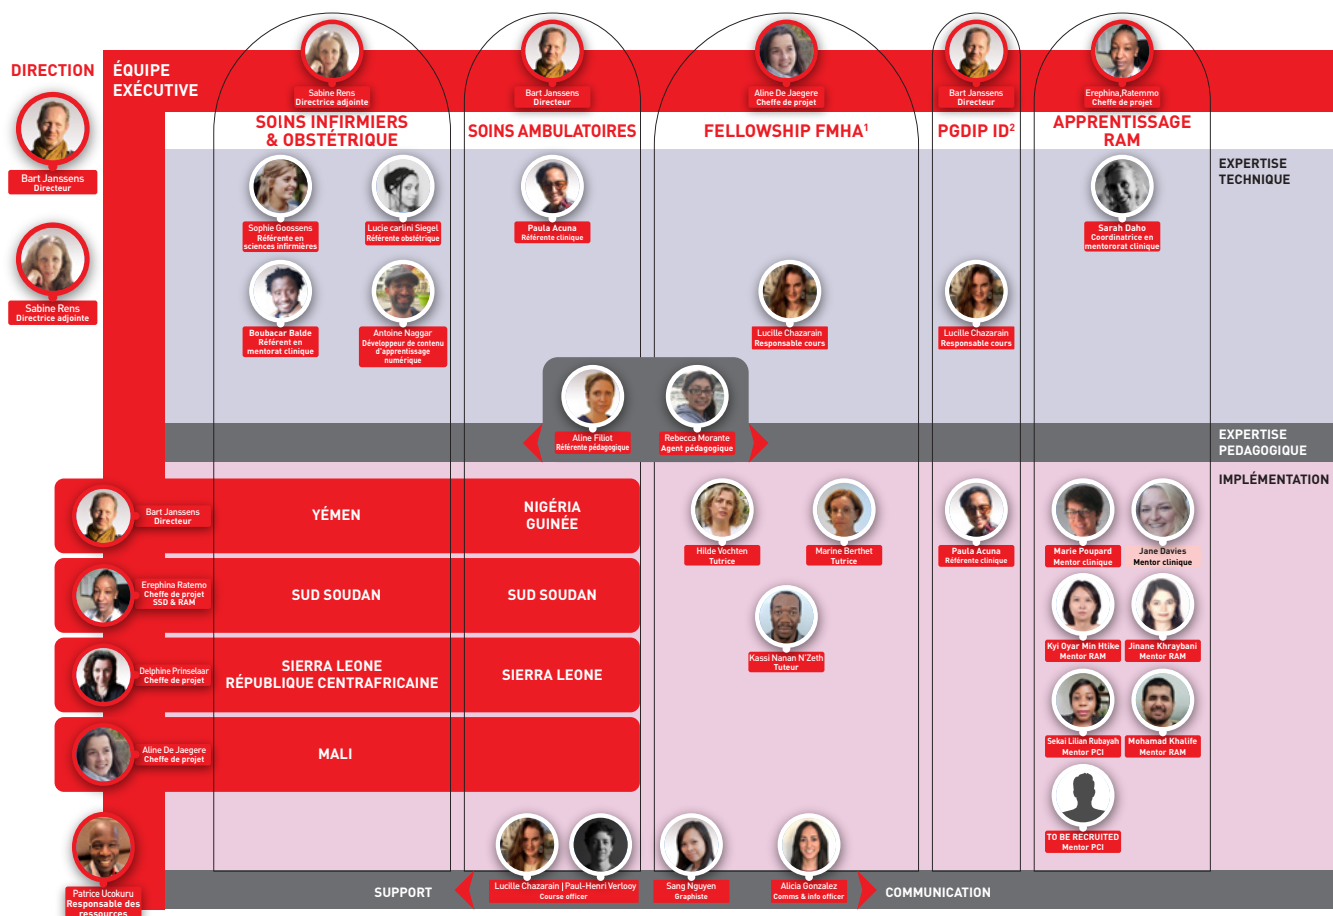 DIRECTION
Bart Janssens
Directeur
Sabine Rens
Directrice adjointe
ÉQUIPE
EXÉCUTIVE
Sabine Rens
Directrice adjointe
Bart Janssens
Directeur
Aline De Jaegere
Cheffe de projet
Bart Janssens
Directeur
Erephina,Ratemmo
Cheffe de projet
SOINS INFIRMIERS
& OBSTÉTRIQUE
SOINS AMBULATOIRES
FELLOWSHIP FMHA¹
PGDIP ID²
APPRENTISSAGE
RAM
EXPERTISE
TECHNIQUE
Sophie Goossens
Référente en
sciences infirmières
Lucie carlini Siegel
Référente obstétrique
Paula Acuna
Référente clinique
Sarah Daho
Coordinatrice en
mentororat clinique
Boubacar Balde
Référent en
mentorat clinique
Antoine Naggar
Développeur de contenu
d'apprentissage
numérique
Lucille Chazarain
Responsable cours
Lucille Chazarain
Responsable cours
Aline Filiot
Référente pédagogique
Rebecca Morante
Agent pédagogique
EXPERTISE
PEDAGOGIQUE
IMPLÉMENTATION
Bart Janssens
Directeur
YÉMEN
NIGÉRIA
GUINÉE
Hilde Vochten
Tutrice
Marine Berthet
Tutrice
Paula Acuna
Référente clinique
Marie Poupard
Mentor clinique
Jane Davies
Mentor clinique
Erephina Ratemo
Cheffe de projet
SSD & RAM
SUD SOUDAN
SUD SOUDAN
Kassi Nanan N'Zeth
Tuteur
Kyi Oyar Min Htike
Mentor RAM
Jinane Khraybani
Mentor RAM
Delphine Prinselaar
Cheffe de projet
SIERRA LEONE
RÉPUBLIQUE CENTRAFRICAINE
SIERRA LEONE
Sekai Lilian Rubayah
Mentor PCI
Mohamad Khalife
Mentor RAM
Aline De Jaegere
Cheffe de projet
MALI
TO BE RECRUITED
Mentor PCI
Patrice Ucokuru
Responsable des
ressources
SUPPORT
Lucille Chazarain | Paul-Henri Verlooy
Course officer
Sang Nguyen
Graphiste
Alicia Gonzalez
Comms & info officer
COMMUNICATION